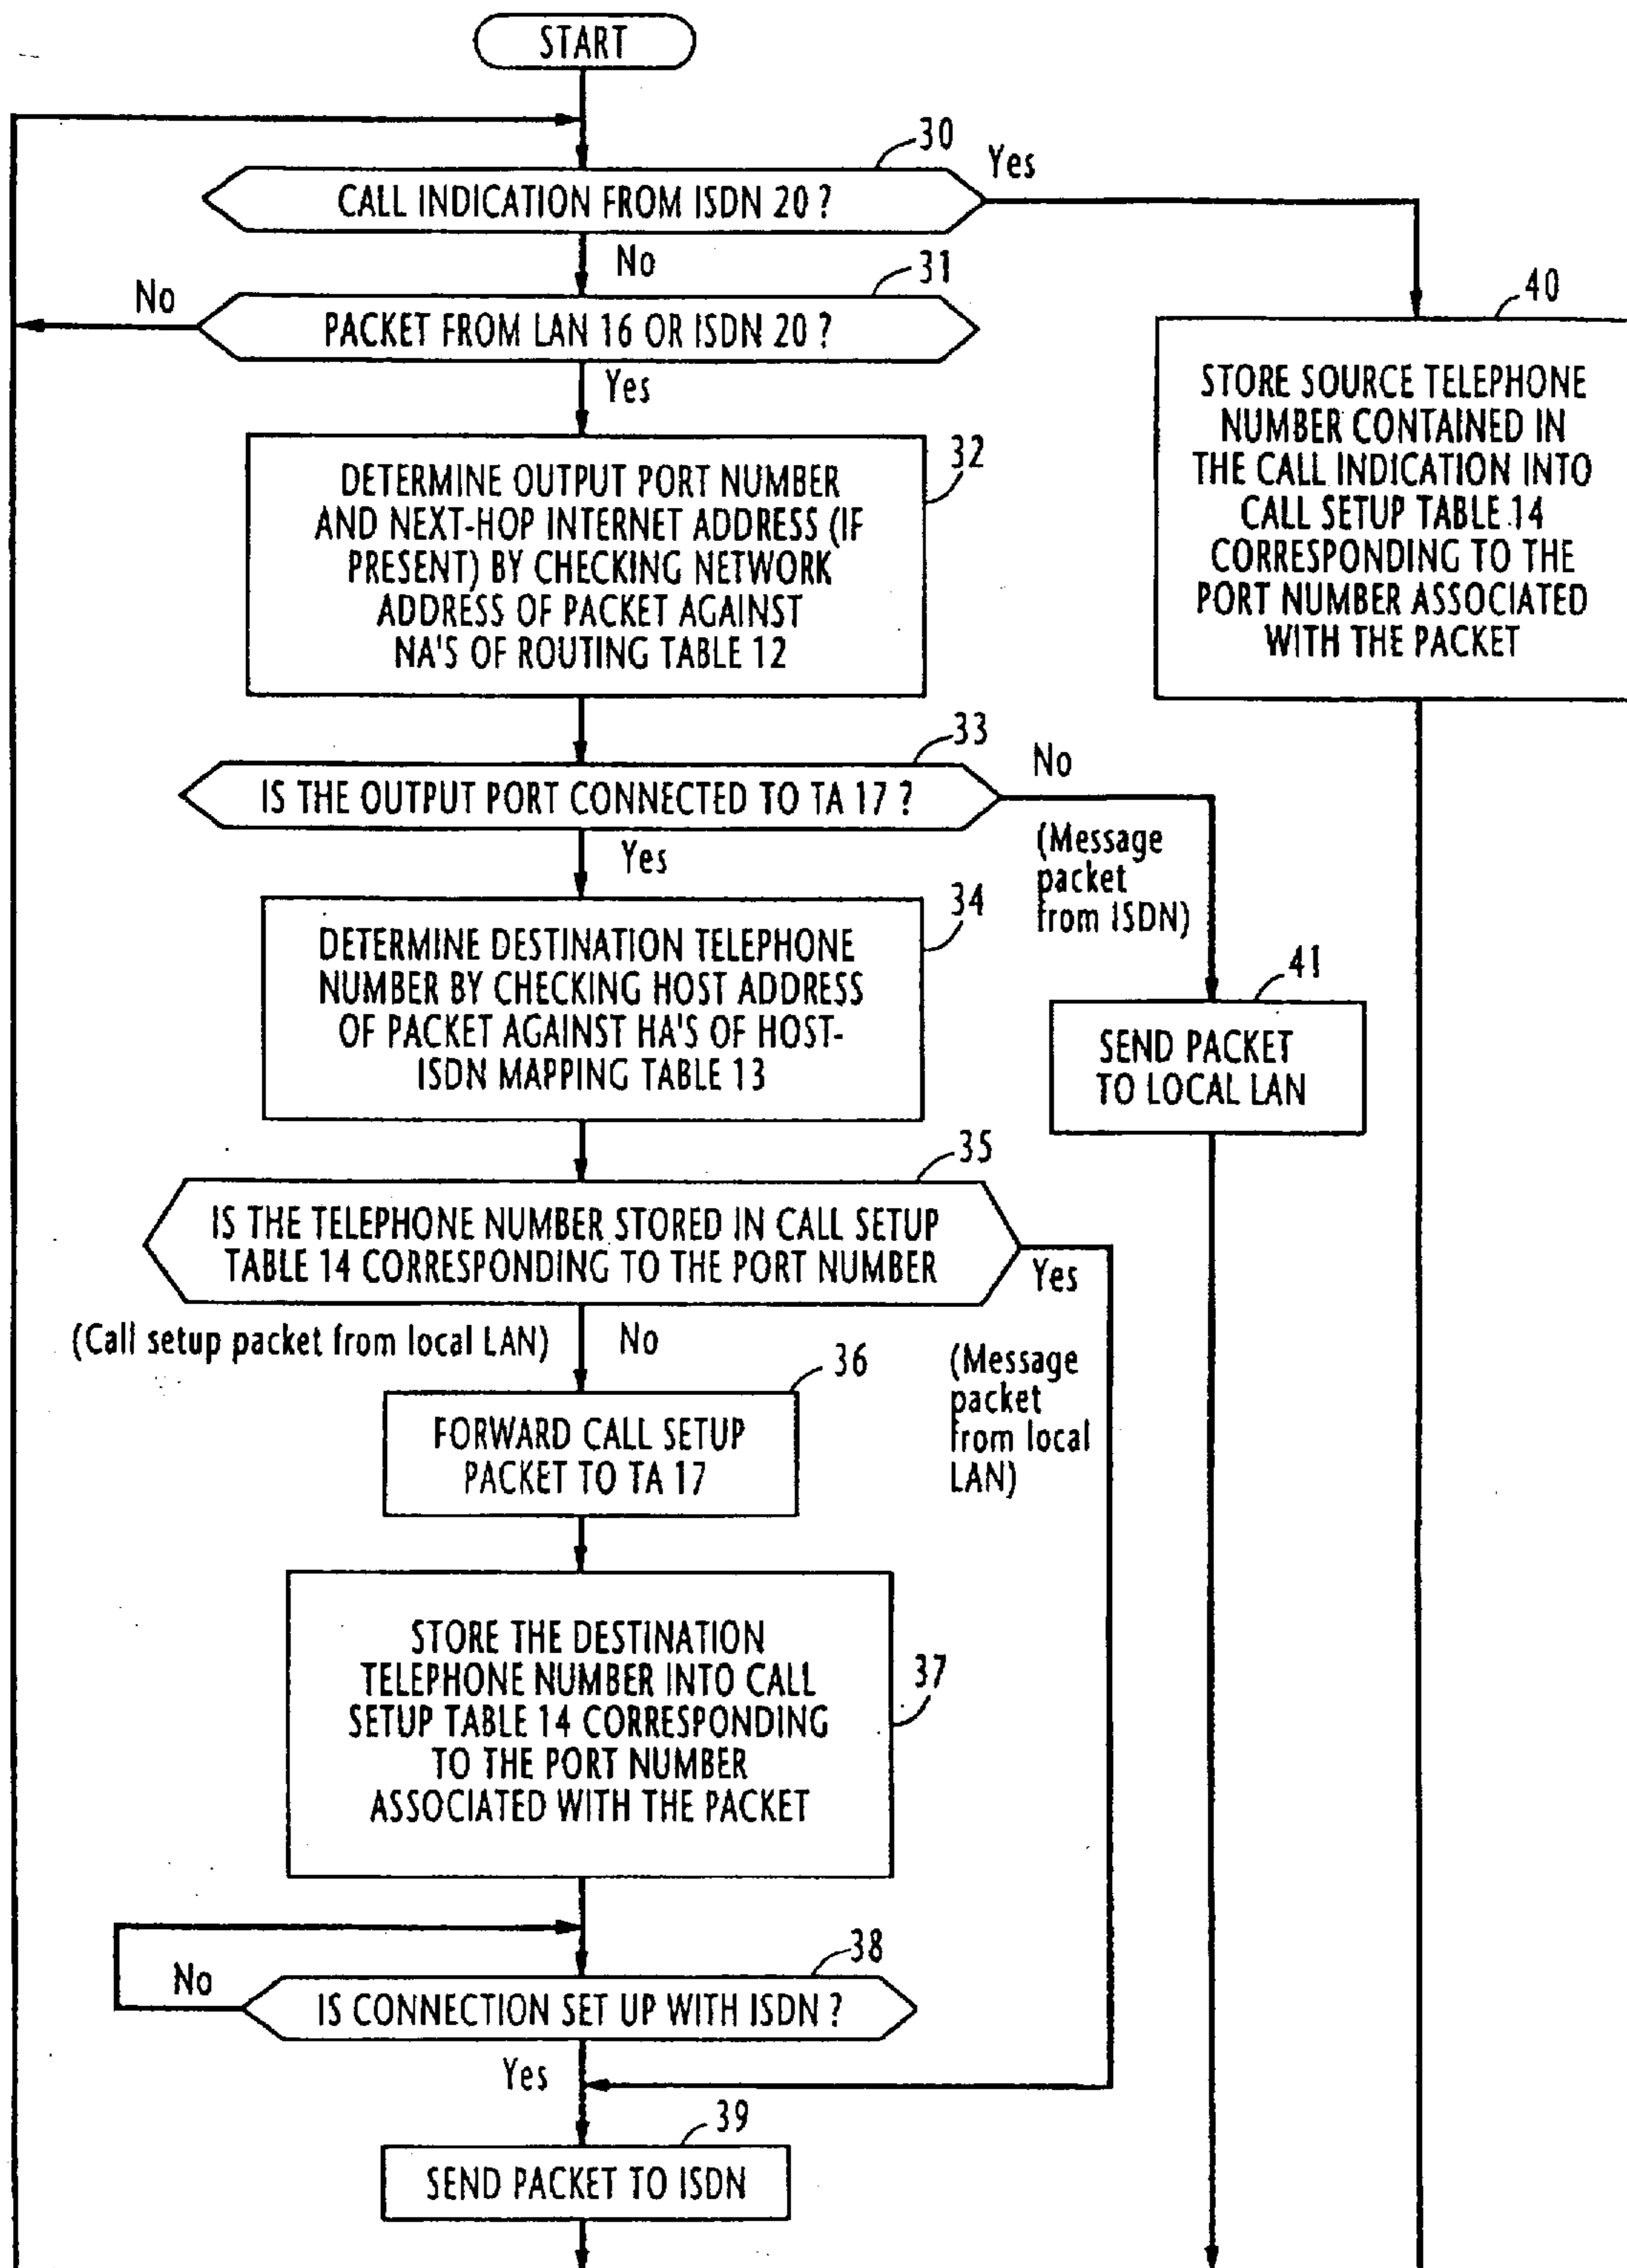 START
30
Yes
CALL INDICATION FROM ISDN 20 ?
No
31
No
PACKET FROM LAN 16 OR ISDN 20 ?
Yes
40
STORE SOURCE TELEPHONE
NUMBER CONTAINED IN
THE CALL INDICATION INTO
CALL SETUP TABLE 14
CORRESPONDING TO THE
PORT NUMBER ASSOCIATED
WITH THE PACKET
32
DETERMINE OUTPUT PORT NUMBER
AND NEXT-HOP INTERNET ADDRESS (IF
PRESENT) BY CHECKING NETWORK
ADDRESS OF PACKET AGAINST
NA'S OF ROUTING TABLE 12
33
No
IS THE OUTPUT PORT CONNECTED TO TA 17 ?
Yes
(Message
packet
from ISDN)
34
DETERMINE DESTINATION TELEPHONE
NUMBER BY CHECKING HOST ADDRESS
OF PACKET AGAINST HA'S OF HOST-
ISDN MAPPING TABLE 13
41
SEND PACKET
TO LOCAL LAN
35
IS THE TELEPHONE NUMBER STORED IN CALL SETUP
TABLE 14 CORRESPONDING TO THE PORT NUMBER
Yes
(Call setup packet from local LAN)
No
(Message
packet
from local
LAN)
36
FORWARD CALL SETUP
PACKET TO TA 17
37
STORE THE DESTINATION
TELEPHONE NUMBER INTO CALL
SETUP TABLE 14 CORRESPONDING
TO THE PORT NUMBER
ASSOCIATED WITH THE PACKET
38
No
IS CONNECTION SET UP WITH ISDN ?
Yes
39
SEND PACKET TO ISDN